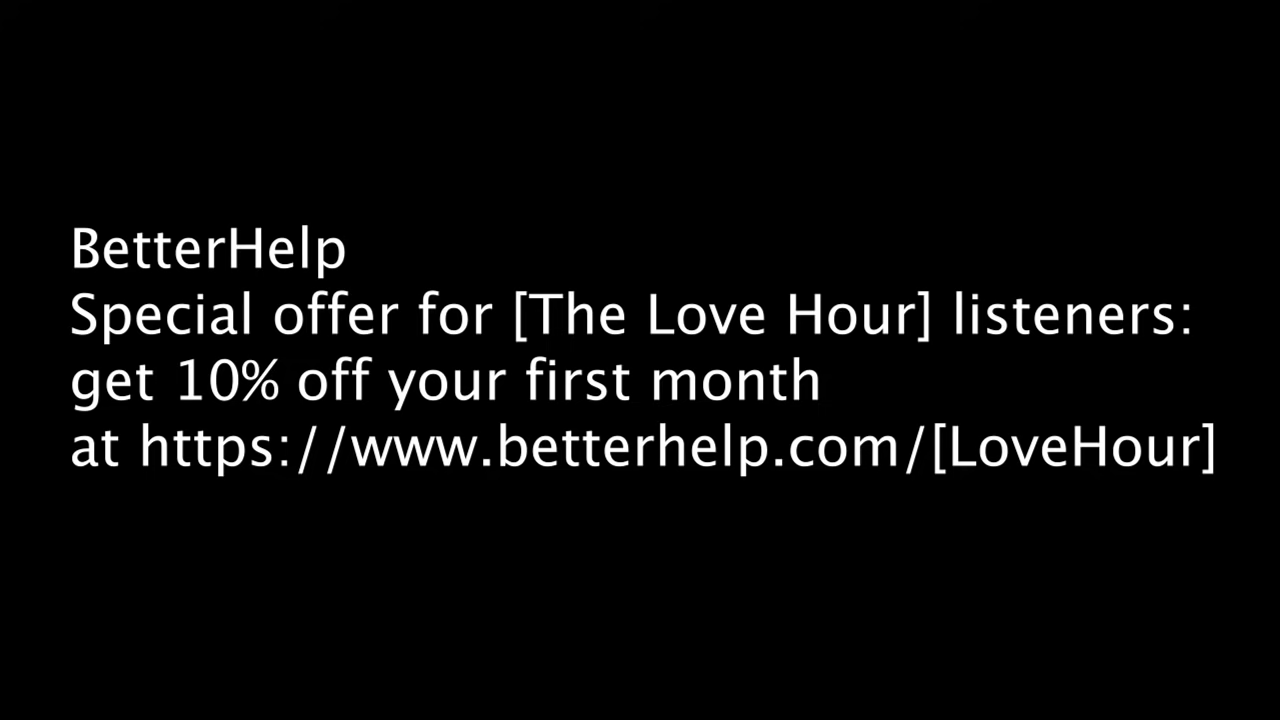 BetterHelp
Special offer for [The Love Hour] listeners:
get 10% off your first month
at https://www.betterhelp.com/[LoveHour]